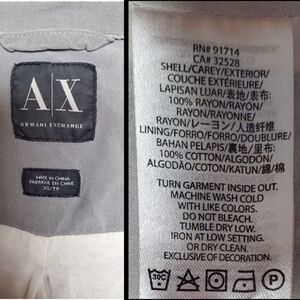 A|X
ARMANI EXCHANGE
MADE IN CHINA
FABRIQUÉ EN CHINE
XS/TP
RN# 91714
CA# 32528
SHELL/CAREY/EXTERIOR/
COUCHE EXTÉRIEURE/
LAPISAN LUAR/表地/表布:
100% RAYON/RAYÓN/
RAYON/RAYONNE/
RAYON/レーヨン/人造纤维
LINING/FORRO/FORRO/DOUBLURE/
BAHAN PELAPIS/裏地/里布:
100% COTTON/ALGODÓN/
ALGODÃO/COTON/KATUN/綿/棉
TURN GARMENT INSIDE OUT.
MACHINE WASH COLD
WITH LIKE COLORS.
DO NOT BLEACH.
TUMBLE DRY LOW.
IRON AT LOW SETTING.
OR DRY CLEAN.
EXCLUSIVE OF DECORATION.
30C
P